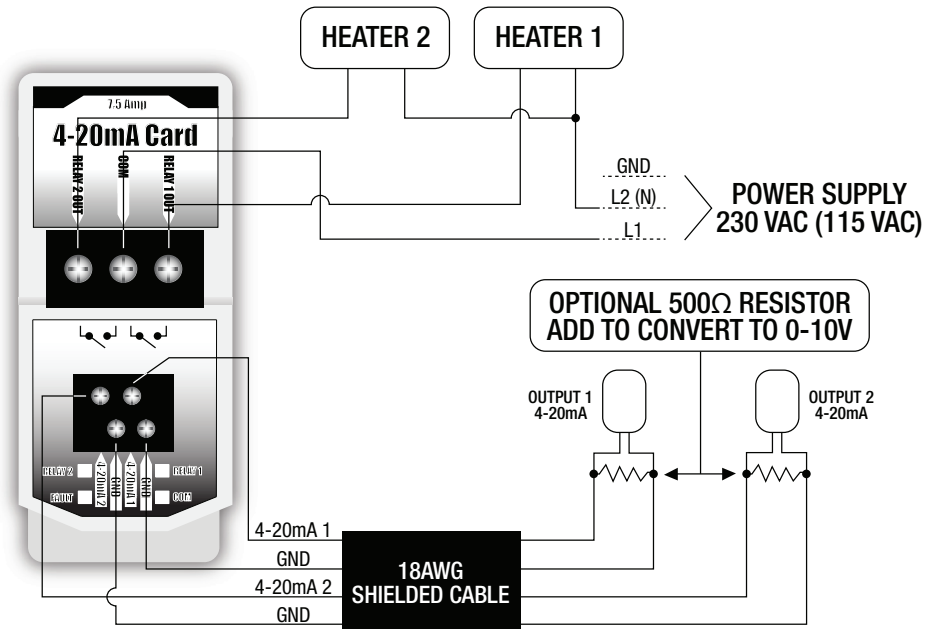 HEATER 2
HEATER 1
7.5 Amp
4-20mA Card
RELAY 2 OUT
COM
RELAY 1 OUT
GND
L2 (N)
L1
POWER SUPPLY
230 VAC (115 VAC)
OPTIONAL 500Ω RESISTOR
ADD TO CONVERT TO 0-10V
OUTPUT 1
4-20mA
OUTPUT 2
4-20mA
RELAY 2
FAULT
4-20mA 2
GND
4-20mA 1
GND
RELAY 1
COM
4-20mA 1
GND
4-20mA 2
GND
18AWG
SHIELDED CABLE